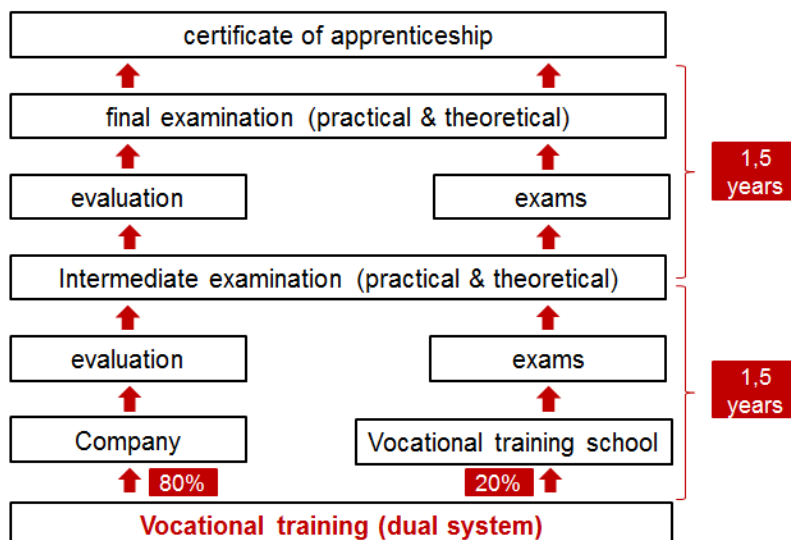 certificate of apprenticeship
final examination (practical & theoretical)
1,5
years
evaluation
exams
Intermediate examination (practical & theoretical)
evaluation
exams
1,5
years
Company
Vocational training school
80%
20%
Vocational training (dual system)